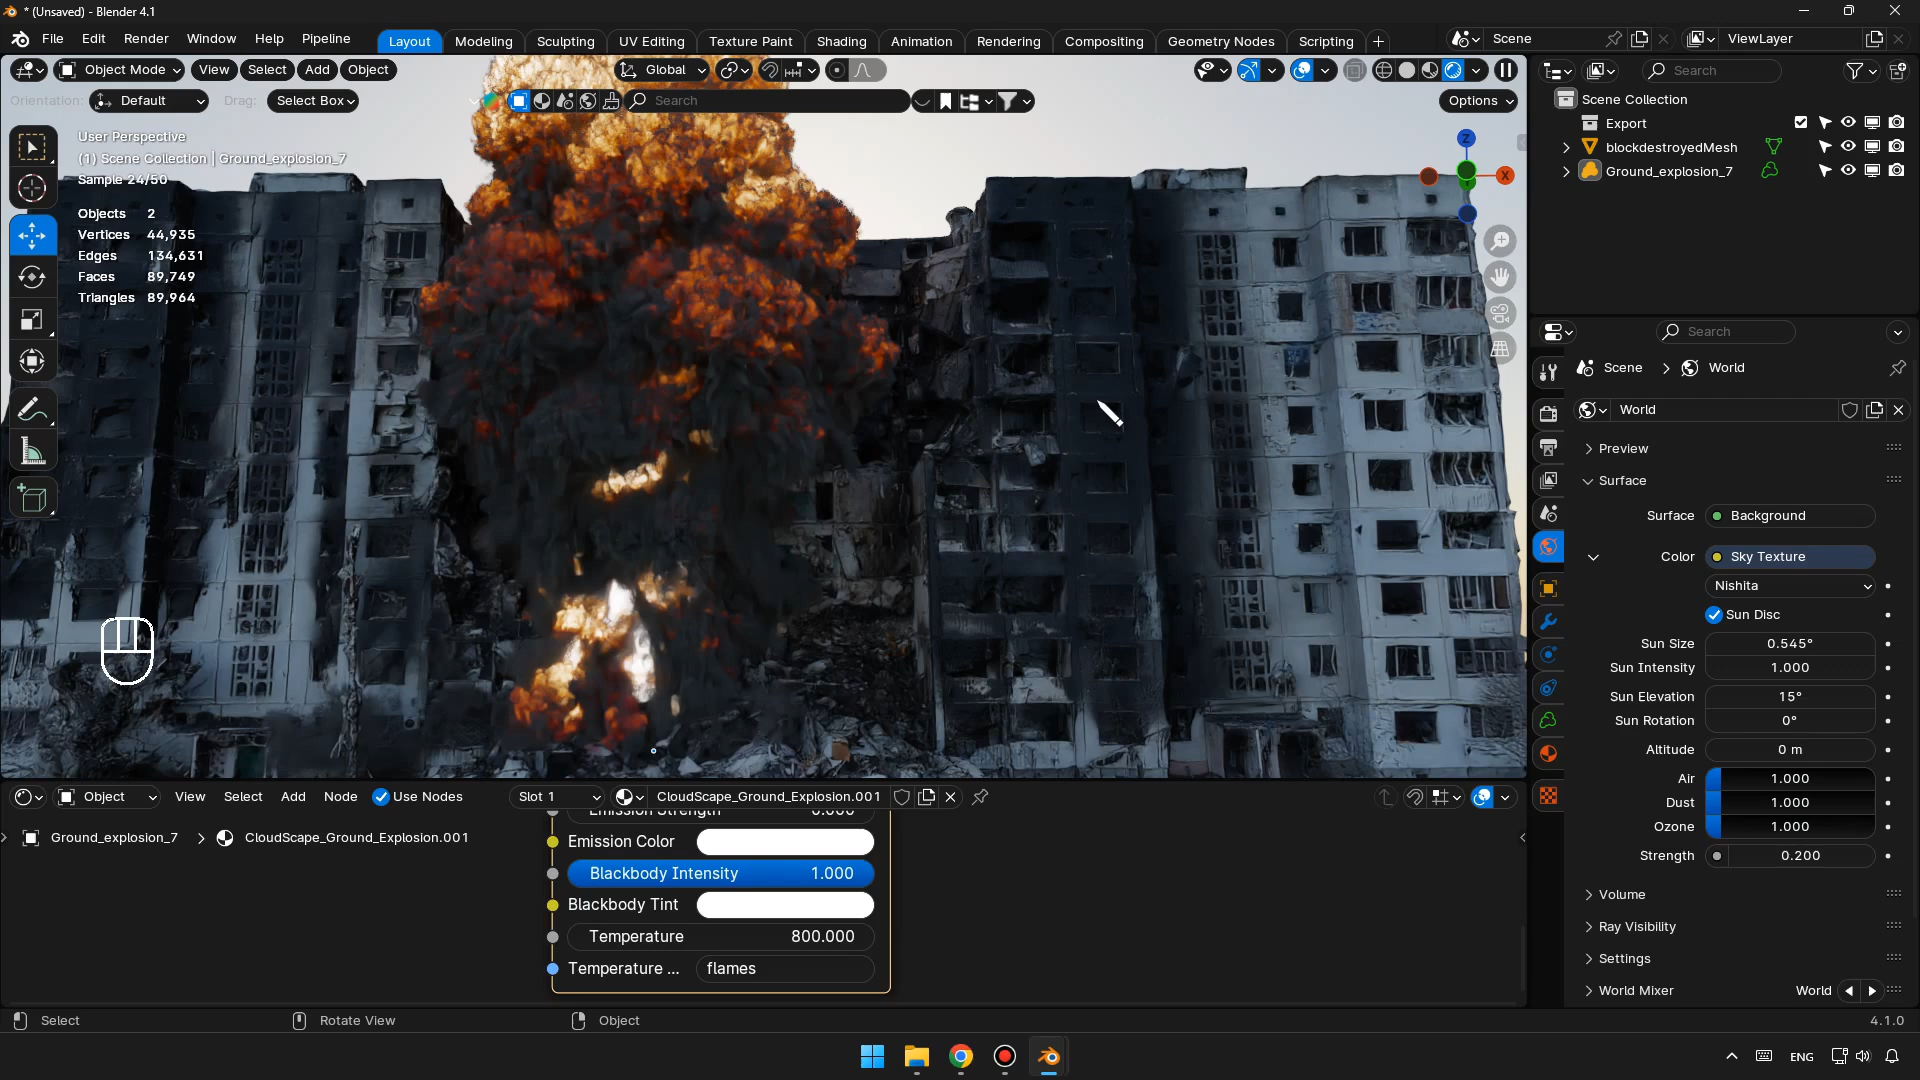 * (Unsaved) - Blender 4.1
File Edit Render Window Help Pipeline
Layout Modeling Sculpting UV Editing Texture Paint Shading Animation Rendering Compositing Geometry Nodes Scripting
Scene
ViewLayer
Object Mode View Select Add Object
Global
Search
Orientation: Default Drag: Select Box
Search
Options
Scene Collection
Export
blockdestroyedMesh
Ground_explosion_7
User Perspective
(1) Scene Collection | Ground_explosion_7
Sample 24/50
Objects 2
Vertices 44,935
Edges 134,631
Faces 89,749
Triangles 89,964
Z
X
Search
Scene World
World
Preview
Surface
Surface Background
Color Sky Texture
Nishita
Sun Disc
Sun Size 0.545°
Sun Intensity 1.000
Sun Elevation 15°
Sun Rotation 0°
Altitude 0 m
Air 1.000
Dust 1.000
Ozone 1.000
Strength 0.200
Volume
Ray Visibility
Settings
World Mixer World
Object View Select Add Node Use Nodes Slot 1 CloudScape_Ground_Explosion.001
Ground_explosion_7 CloudScape_Ground_Explosion.001
Emission Strength 0.000
Emission Color
Blackbody Intensity 1.000
Blackbody Tint
Temperature 800.000
Temperature ... flames
Select Rotate View Object
4.1.0
ENG